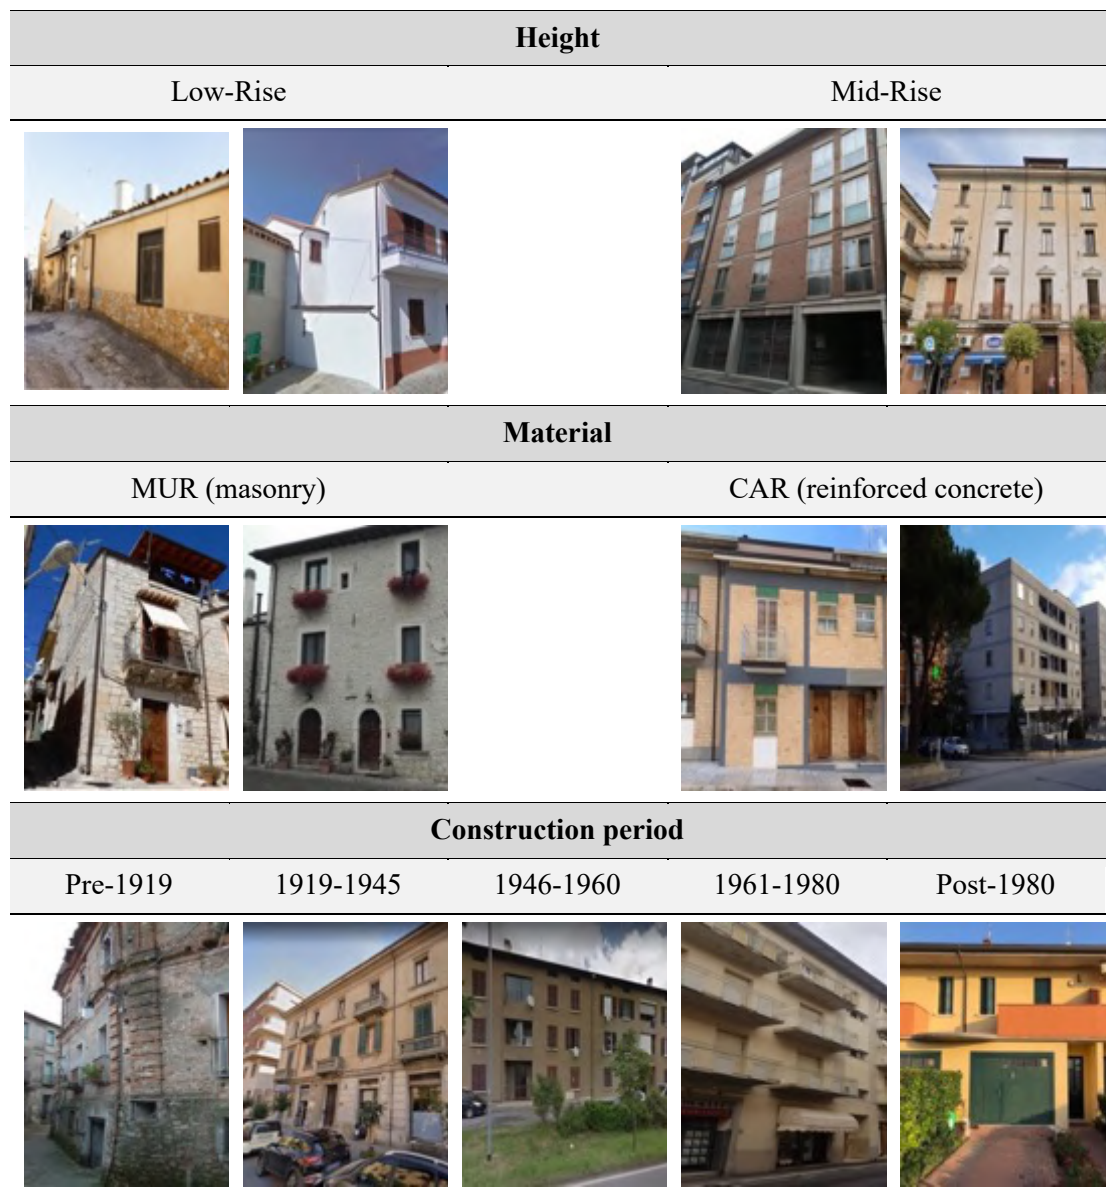 Height
Low-Rise Mid-Rise
Material
MUR (masonry) CAR (reinforced concrete)
Construction period
Pre-1919 1919-1945 1946-1960 1961-1980 Post-1980